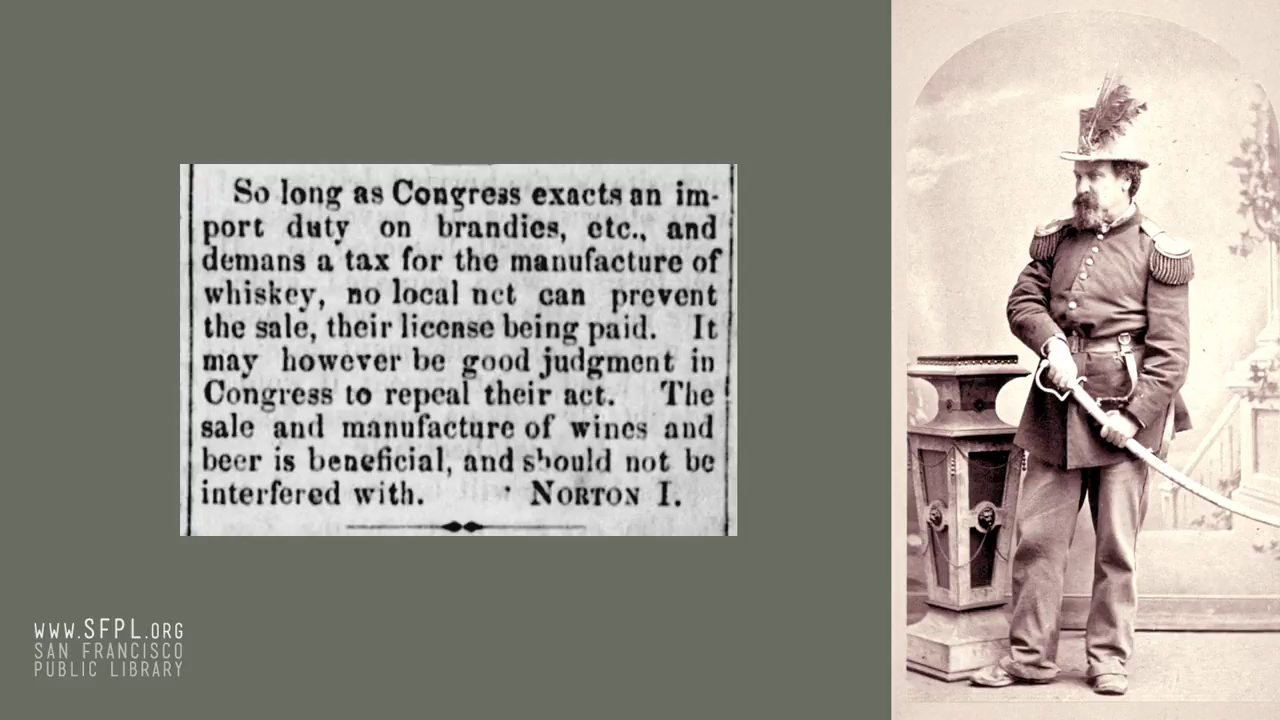 So long as Congress exacts an im-
port duty on brandies, etc., and
demans a tax for the manufacture of
whiskey, no local act can prevent
the sale, their license being paid. It
may however be good judgment in
Congress to repeal their act. The
sale and manufacture of wines and
beer is beneficial, and should not be
interfered with. NORTON I.
WWW.SFPL.ORG
SAN FRANCISCO
PUBLIC LIBRARY